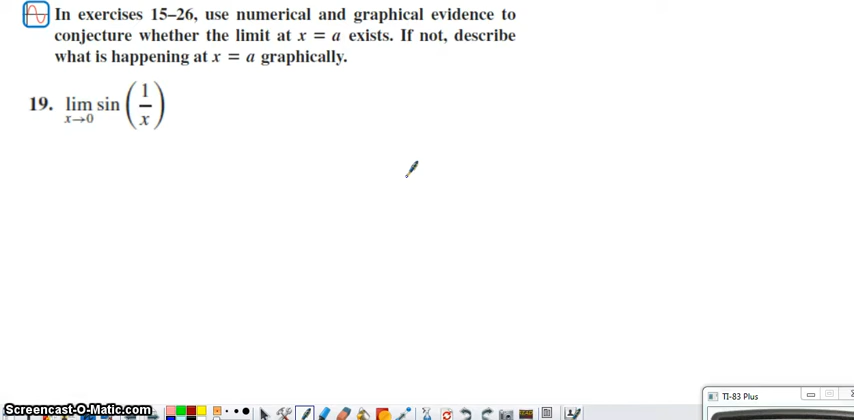 In exercises 15–26, use numerical and graphical evidence to
conjecture whether the limit at x = a exists. If not, describe
what is happening at x = a graphically.
19. lim sin (1/x)
x→0
TI-83 Plus
Screencast-O-Matic.com